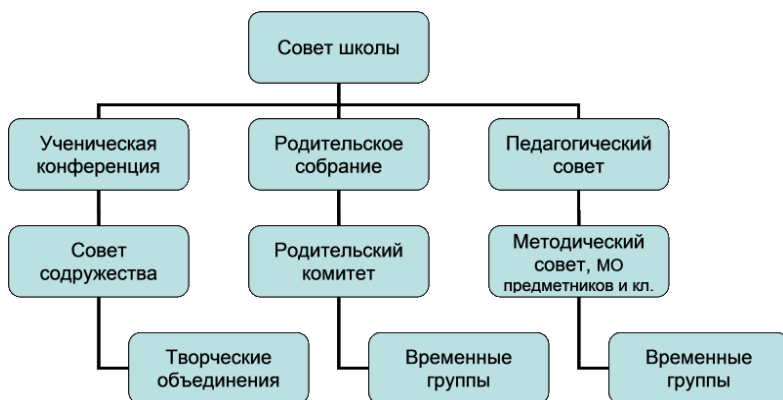 Совет школы
Ученическая
конференция
Родительское
собрание
Педагогический
совет
Совет
содружества
Родительский
комитет
Методический
совет, МО
предметников и кл.
Творческие
объединения
Временные
группы
Временные
группы